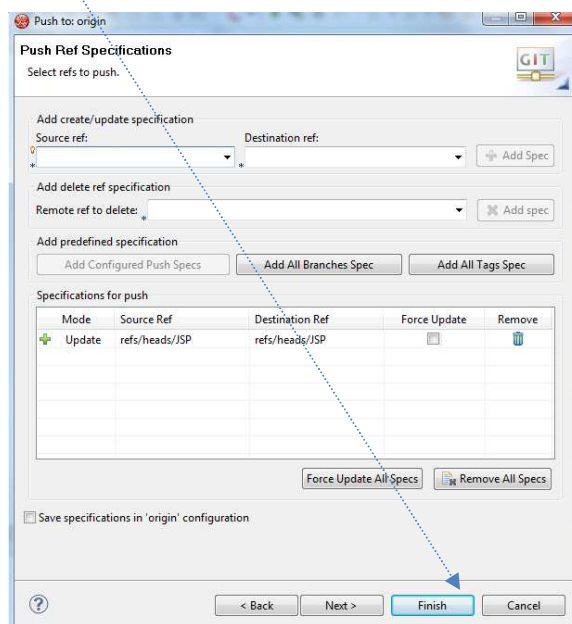 Push to: origin
Push Ref Specifications
Select refs to push.
GIT
Add create/update specification
Source ref: Destination ref:
Add Spec
Add delete ref specification
Remote ref to delete:
Add spec
Add predefined specification
Add Configured Push Specs Add All Branches Spec Add All Tags Spec
Specifications for push
Mode Source Ref Destination Ref Force Update Remove
Update refs/heads/JSP refs/heads/JSP
Force Update All Specs Remove All Specs
Save specifications in 'origin' configuration
< Back Next > Finish Cancel